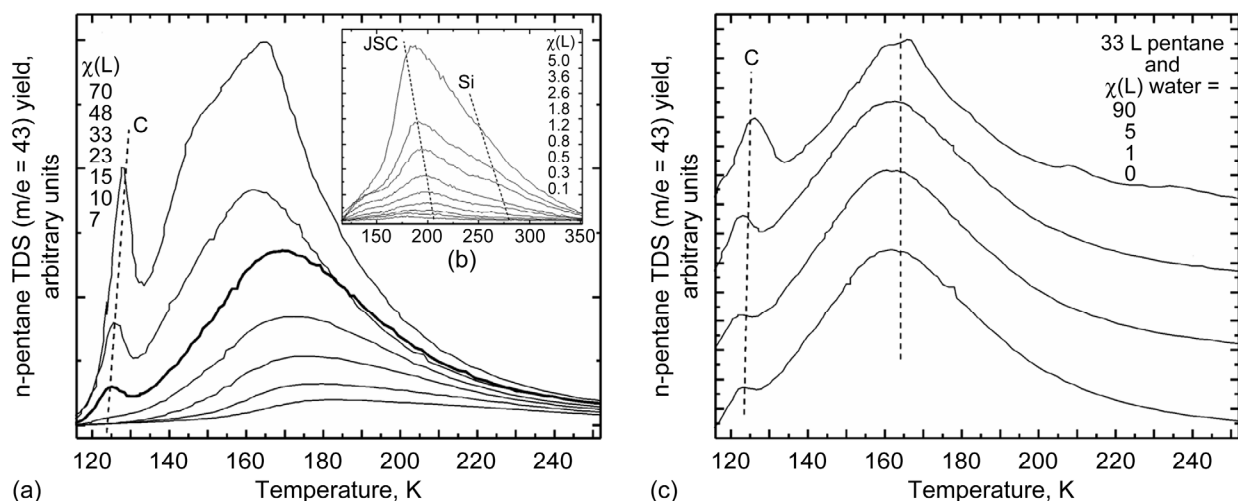 n-pentane TDS (m/e = 43) yield,
arbitrary units
χ(L)
70
48
33
23
15
10
7
C
120 140 160 180 200 220 240
Temperature, K
(a)
JSC
Si
χ(L)
5.0
3.6
2.6
1.8
1.2
0.8
0.5
0.3
0.1
150 200 250 300 350
(b)
n-pentane TDS (m/e = 43) yield,
arbitrary units
C
33 L pentane
and
χ(L) water =
90
5
1
0
120 140 160 180 200 220 240
Temperature, K
(c)